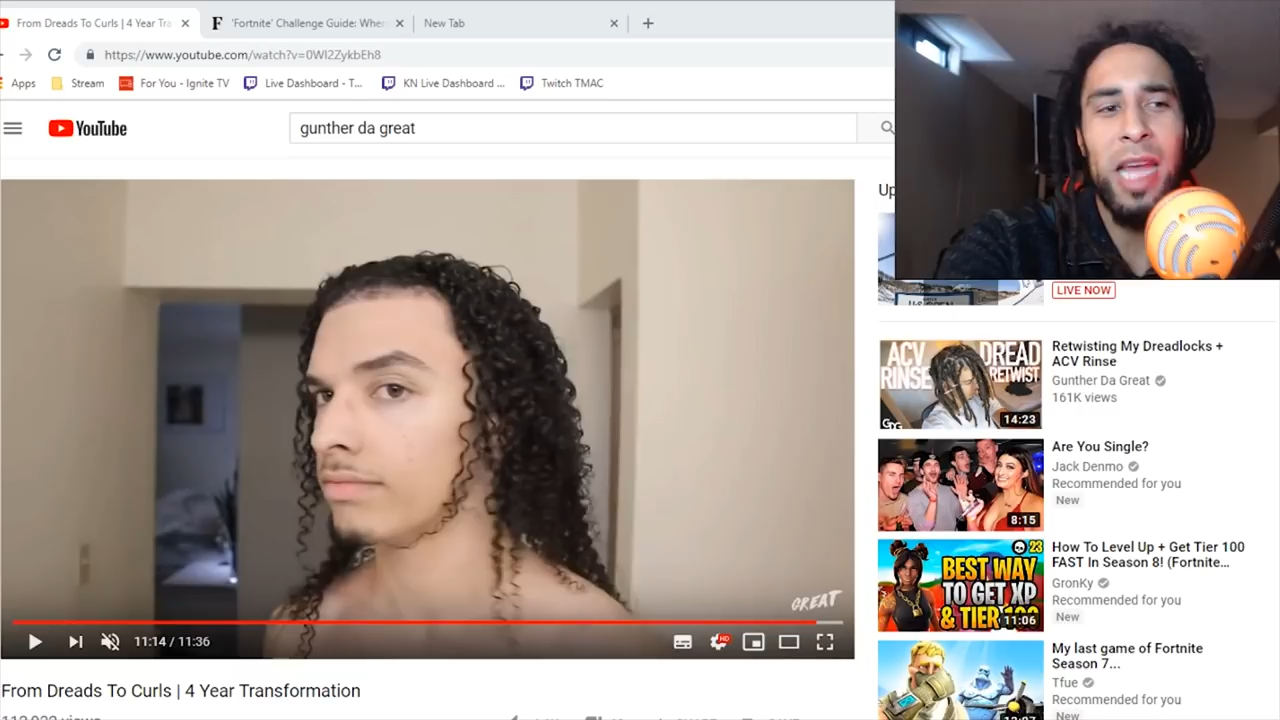 From Dreads To Curls | 4 Year Tra
'Fortnite' Challenge Guide: Wher
New Tab
https://www.youtube.com/watch?v=0WI2ZykbEh8
Apps
Stream
For You - Ignite TV
Live Dashboard - T...
KN Live Dashboard ...
Twitch TMAC
YouTube
gunther da great
Up
LIVE NOW
ACV
RINSE
DREAD
RETWIST
GDG
14:23
Retwisting My Dreadlocks +
ACV Rinse
Gunther Da Great
161K views
8:15
Are You Single?
Jack Denmo
Recommended for you
New
23
BEST WAY
TO GET XP
& TIER 100
11:06
How To Level Up + Get Tier 100
FAST In Season 8! (Fortnite...
GronKy
Recommended for you
New
My last game of Fortnite
Season 7...
Tfue
Recommended for you
New
GREAT
11:14 / 11:36
HD
From Dreads To Curls | 4 Year Transformation